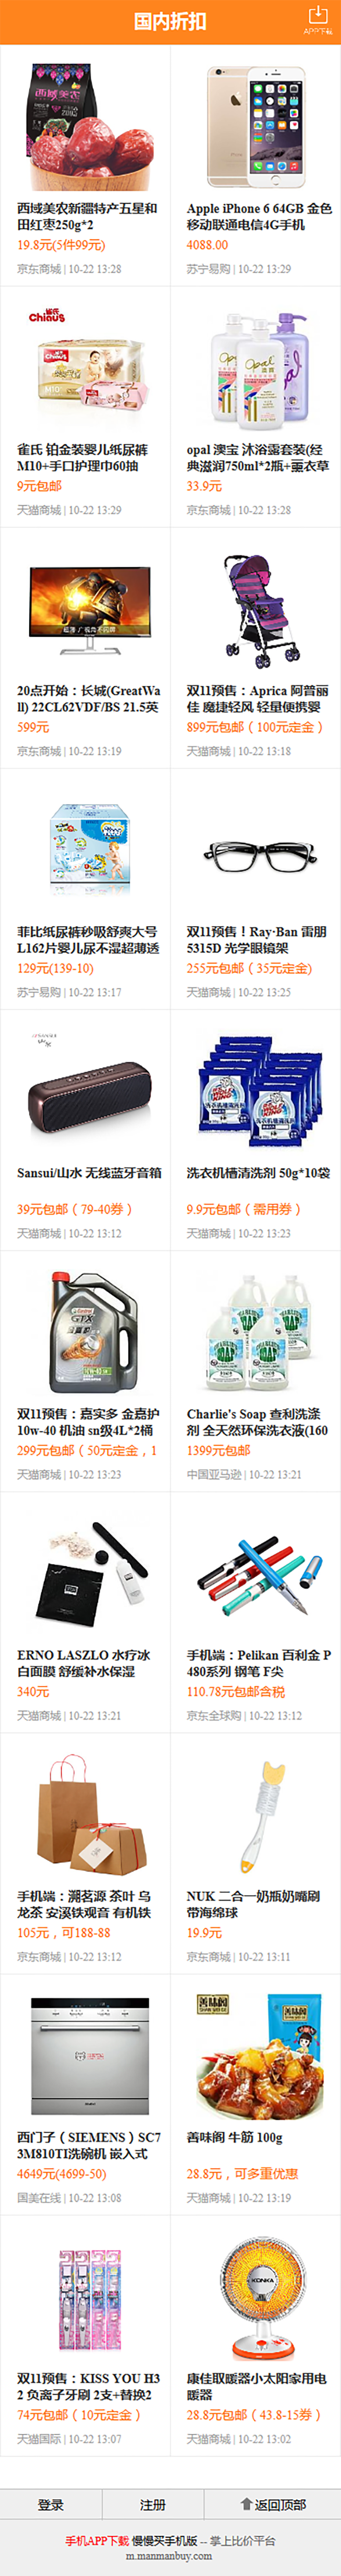 国内折扣
APP下载
西域美农新疆特产五星和
田红枣250g*2
19.8元(5件99元)
京东商城 | 10-22 13:28
Apple iPhone 6 64GB 金色
移动联通电信4G手机
4088.00
苏宁易购 | 10-22 13:29
雀氏 铂金装婴儿纸尿裤
M10+手口护理巾60抽
9元包邮
天猫商城 | 10-22 13:29
opal 澳宝 沐浴露套装(经
典滋润750ml*2瓶+薰衣草
33.9元
京东商城 | 10-22 13:28
20点开始：长城(GreatWa
ll) 22CL62VDF/BS 21.5英
599元
京东商城 | 10-22 13:19
双11预售：Aprica 阿普丽
佳 魔捷轻风 轻量便携婴
899元包邮（100元定金）
天猫商城 | 10-22 13:18
菲比纸尿裤秒吸舒爽大号
L162片婴儿尿不湿超薄透
129元(139-10)
苏宁易购 | 10-22 13:17
双11预售！Ray·Ban 雷朋
5315D 光学眼镜架
255元包邮（35元定金)
天猫商城 | 10-22 13:25
Sansui/山水 无线蓝牙音箱
39元包邮（79-40券）
天猫商城 | 10-22 13:12
洗衣机槽清洗剂 50g*10袋
9.9元包邮（需用券）
天猫商城 | 10-22 13:23
双11预售：嘉实多 金嘉护
10w-40 机油 sn级4L*2桶
299元包邮（50元定金，1
天猫商城 | 10-22 13:23
Charlie's Soap 查利洗涤
剂 全天然环保洗衣液(160
1399元包邮
中国亚马逊 | 10-22 13:21
ERNO LASZLO 水疗冰
白面膜 舒缓补水保湿
340元
天猫商城 | 10-22 13:21
手机端：Pelikan 百利金 P
480系列 钢笔 F尖
110.78元包邮含税
京东全球购 | 10-22 13:12
手机端：溯茗源 茶叶 乌
龙茶 安溪铁观音 有机铁
105元，可188-88
京东商城 | 10-22 13:12
NUK 二合一奶瓶奶嘴刷
带海绵球
19.9元
京东商城 | 10-22 13:11
西门子（SIEMENS）SC7
3M810TI洗碗机 嵌入式
4649元(4699-50)
国美在线 | 10-22 13:08
善味阁 牛筋 100g
28.8元，可多重优惠
天猫商城 | 10-22 13:19
双11预售：KISS YOU H3
2 负离子牙刷 2支+替换2
74元包邮（10元定金）
天猫国际 | 10-22 13:07
康佳取暖器小太阳家用电
暖器
28.8元包邮（43.8-15券）
天猫商城 | 10-22 13:02
登录
注册
返回顶部
手机APP下载 慢慢买手机版 -- 掌上比价平台
m.manmanbuy.com